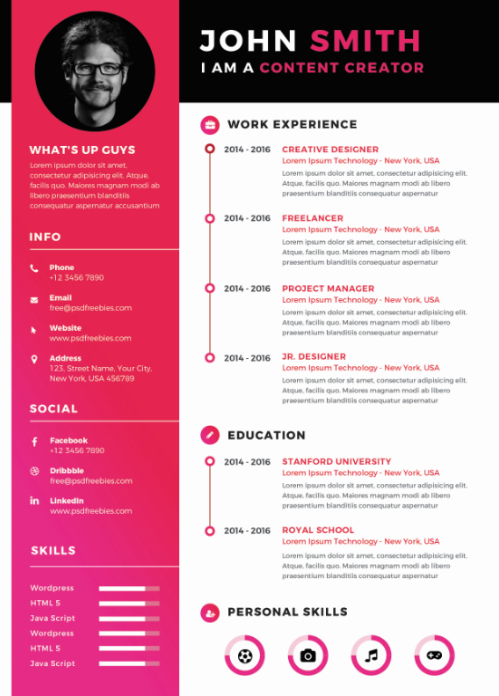 JOHN SMITH
I AM A CONTENT CREATOR
WHAT'S UP GUYS
Lorem ipsum dolor sit amet,
consectetur adipisicing elit. Atque,
facilis quo. Maiores magnam modi ab
libero praesentium blanditiis
consequatur aspernatur accusantium
INFO
Phone
+12 3456 7890
Email
free@psdfreebies.com
Website
www.psdfreebies.com
Address
123, Street Name, Your City,
New York, USA 456789
SOCIAL
Facebook
+12 3456 7890
Dribbble
free@psdfreebies.com
Linkedin
www.psdfreebies.com
SKILLS
Wordpress
HTML 5
Java Script
Wordpress
HTML 5
Java Script
WORK EXPERIENCE
2014 - 2016 CREATIVE DESIGNER
Lorem Ipsum Technology - New York, USA
Lorem ipsum dolor sit amet, consectetur adipisicing elit.
Atque, facilis quo. Maiores magnam modi ab libero
praesentium blanditiis consequatur aspernatur
2014 - 2016 FREELANCER
Lorem Ipsum Technology - New York, USA
Lorem ipsum dolor sit amet, consectetur adipisicing elit.
Atque, facilis quo. Maiores magnam modi ab libero
praesentium blanditiis consequatur aspernatur
2014 - 2016 PROJECT MANAGER
Lorem Ipsum Technology - New York, USA
Lorem ipsum dolor sit amet, consectetur adipisicing elit.
Atque, facilis quo. Maiores magnam modi ab libero
praesentium blanditiis consequatur aspernatur
2014 - 2016 JR. DESIGNER
Lorem Ipsum Technology - New York, USA
Lorem ipsum dolor sit amet, consectetur adipisicing elit.
Atque, facilis quo. Maiores magnam modi ab libero
praesentium blanditiis consequatur aspernatur
EDUCATION
2014 - 2016 STANFORD UNIVERSITY
Lorem Ipsum Technology - New York, USA
Lorem ipsum dolor sit amet, consectetur adipisicing elit.
Atque, facilis quo. Maiores magnam modi ab libero
praesentium blanditiis consequatur aspernatur
2014 - 2016 ROYAL SCHOOL
Lorem Ipsum Technology - New York, USA
Lorem ipsum dolor sit amet, consectetur adipisicing elit.
Atque, facilis quo. Maiores magnam modi ab libero
praesentium blanditiis consequatur aspernatur
PERSONAL SKILLS